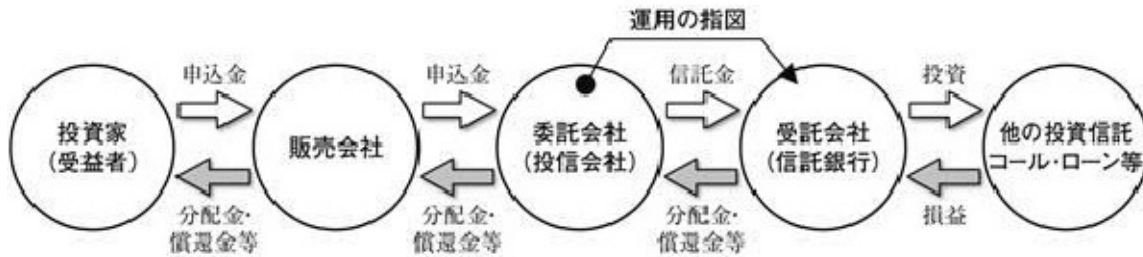 運用の指図
申込金
申込金
信託金
投資
投資家
(受益者)
販売会社
委託会社
(投信会社)
受託会社
(信託銀行)
他の投資信託
コール・ローン等
分配金・
償還金等
分配金・
償還金等
分配金・
償還金等
損益